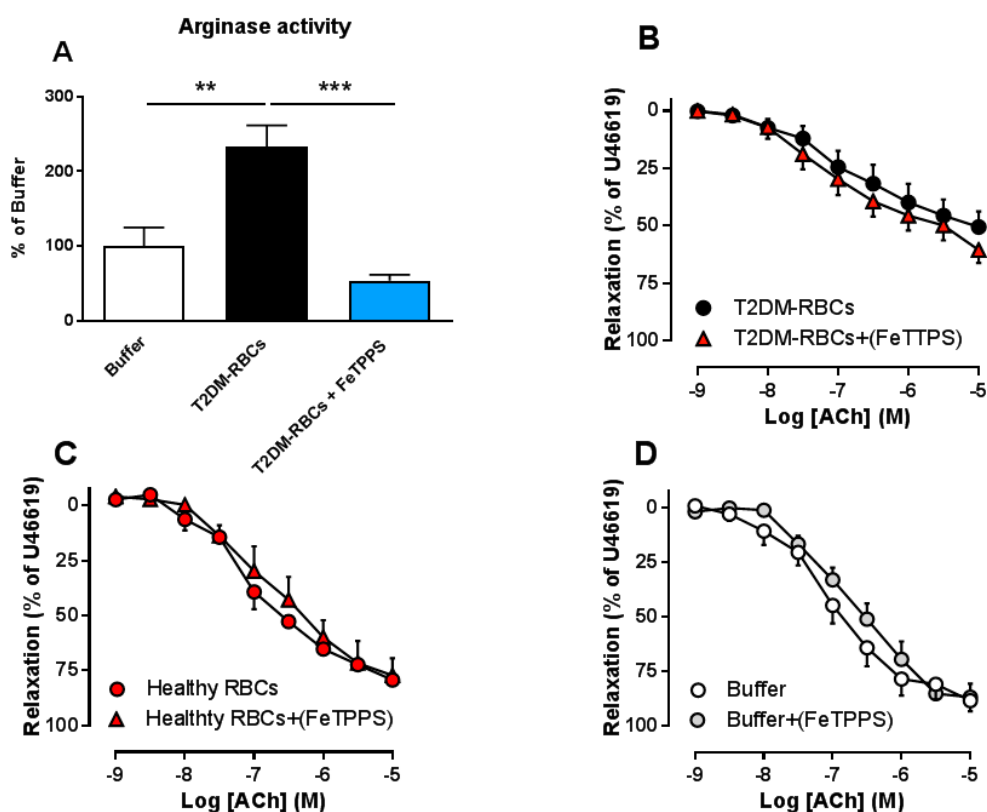 Arginase activity
A
% of Buffer
300
200
100
0
** ***
Buffer
T2DM-RBCs
T2DM-RBCs + FeTPPS
B
Relaxation (% of U46619)
0
25
50
75
100
T2DM-RBCs
T2DM-RBCs+(FeTTPS)
-9 -8 -7 -6 -5
Log [ACh] (M)
C
Relaxation (% of U46619)
0
25
50
75
100
Healthy RBCs
Healthty RBCs+(FeTPPS)
-9 -8 -7 -6 -5
Log [ACh] (M)
D
Relaxation (% of U46619)
0
25
50
75
100
Buffer
Buffer+(FeTPPS)
-9 -8 -7 -6 -5
Log [ACh] (M)